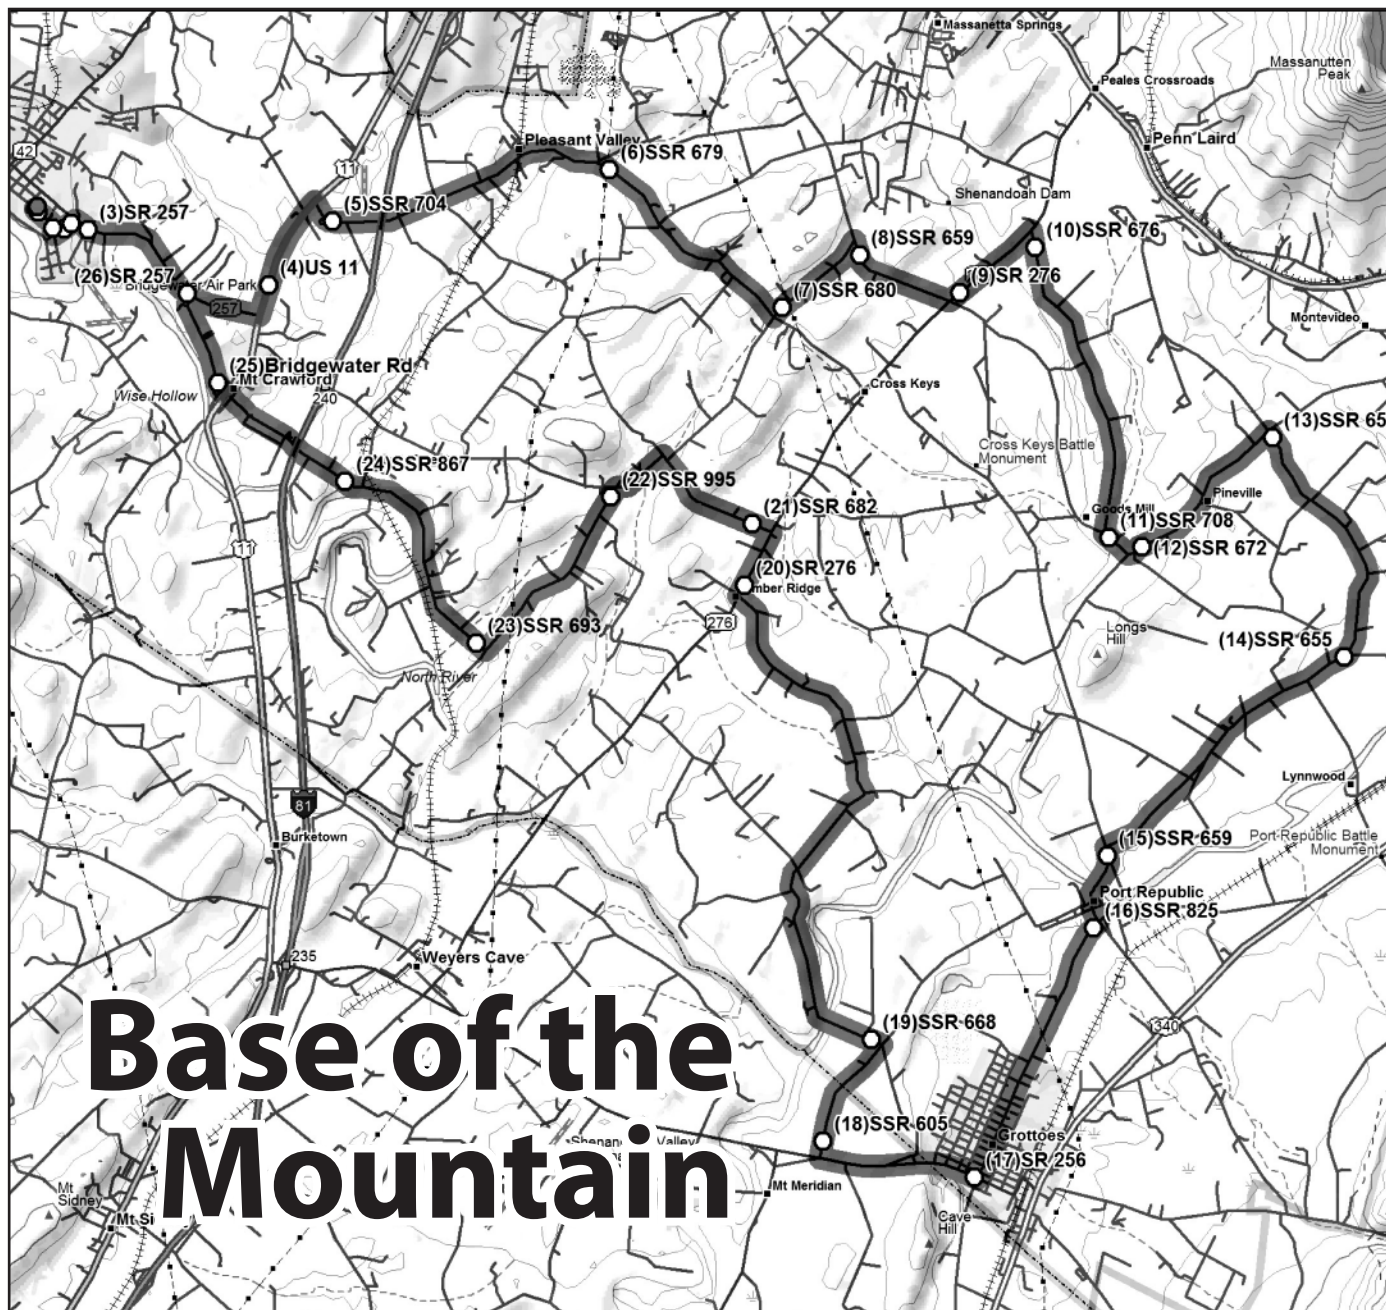 Massanetta Springs
Massanutten
Peak
Peales Crossroads
Penn Laird
42
11
Pleasant Valley
(6)SSR 679
Shenandoah Dam
(3)SR 257
(5)SSR 704
(10)SSR 676
(8)SSR 659
(4)US 11
(26)SR 257
Bridgewater Air Park
(9)SR 276
(7)SSR 680
257
Montevideo
(25)Bridgewater Rd
Mt Crawford
Cross Keys
Wise Hollow
240
(13)SSR 65
Cross Keys Battle
Monument
(24)SSR 867
(22)SSR 995
Pineville
(21)SSR 682
Goods Mill
(11)SSR 708
(12)SSR 672
11
(20)SR 276
mber Ridge
276
(23)SSR 693
Longs
Hill
(14)SSR 655
North River
Lynnwood
81
Burketown
(15)SSR 659
Port Republic Battle
Monument
Port Republic
(16)SSR 825
235
Weyers Cave
(19)SSR 668
340
Base of the
Mountain
(18)SSR 605
Grottoes
(17)SR 256
Mt Meridian
Mt
Sidney
Mt Si
Cave
Hill